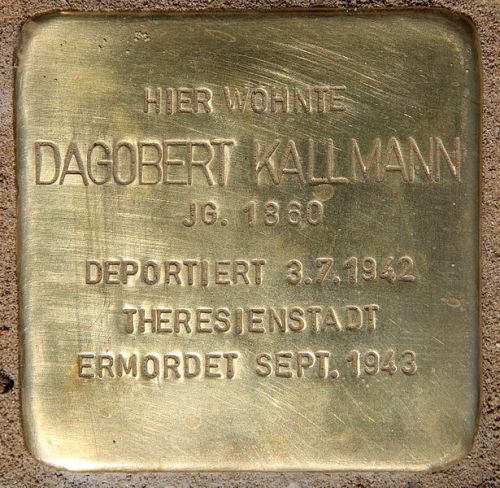 HIER WOHNTE
DAGOBERT KALLMANN
JG. 1860
DEPORTIERT 3.7.1942
THERESIENSTADT
ERMORDET SEPT. 1943